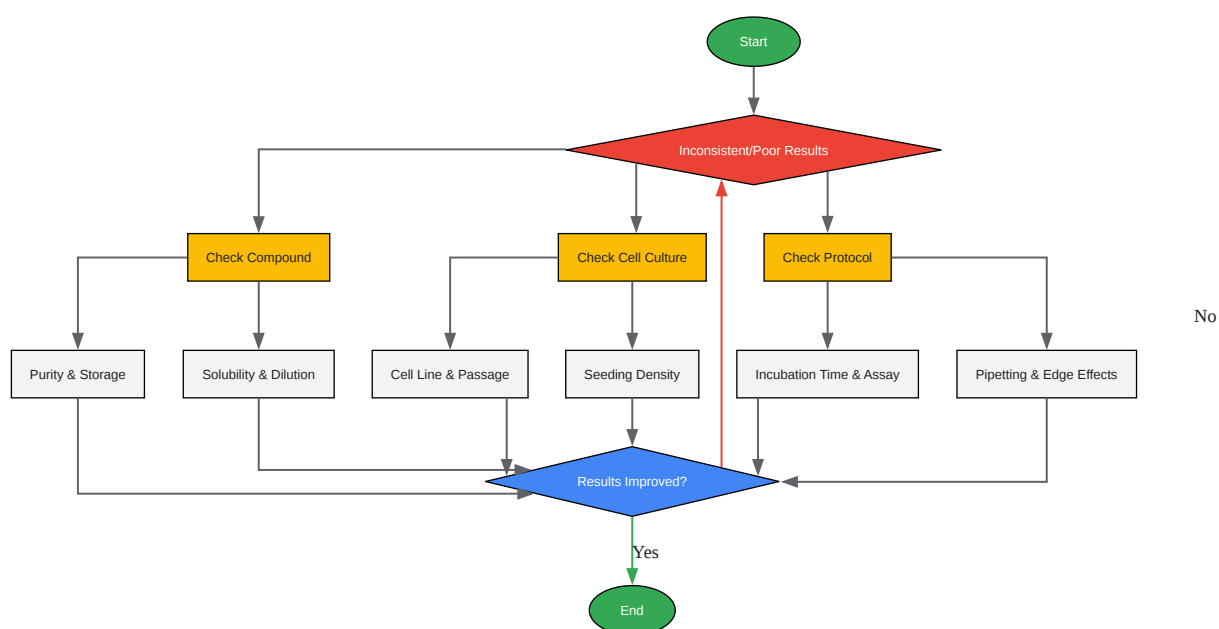 Start
Inconsistent/Poor Results
Check Compound
Check Cell Culture
Check Protocol
No
Purity & Storage
Solubility & Dilution
Cell Line & Passage
Seeding Density
Incubation Time & Assay
Pipetting & Edge Effects
Results Improved?
Yes
End